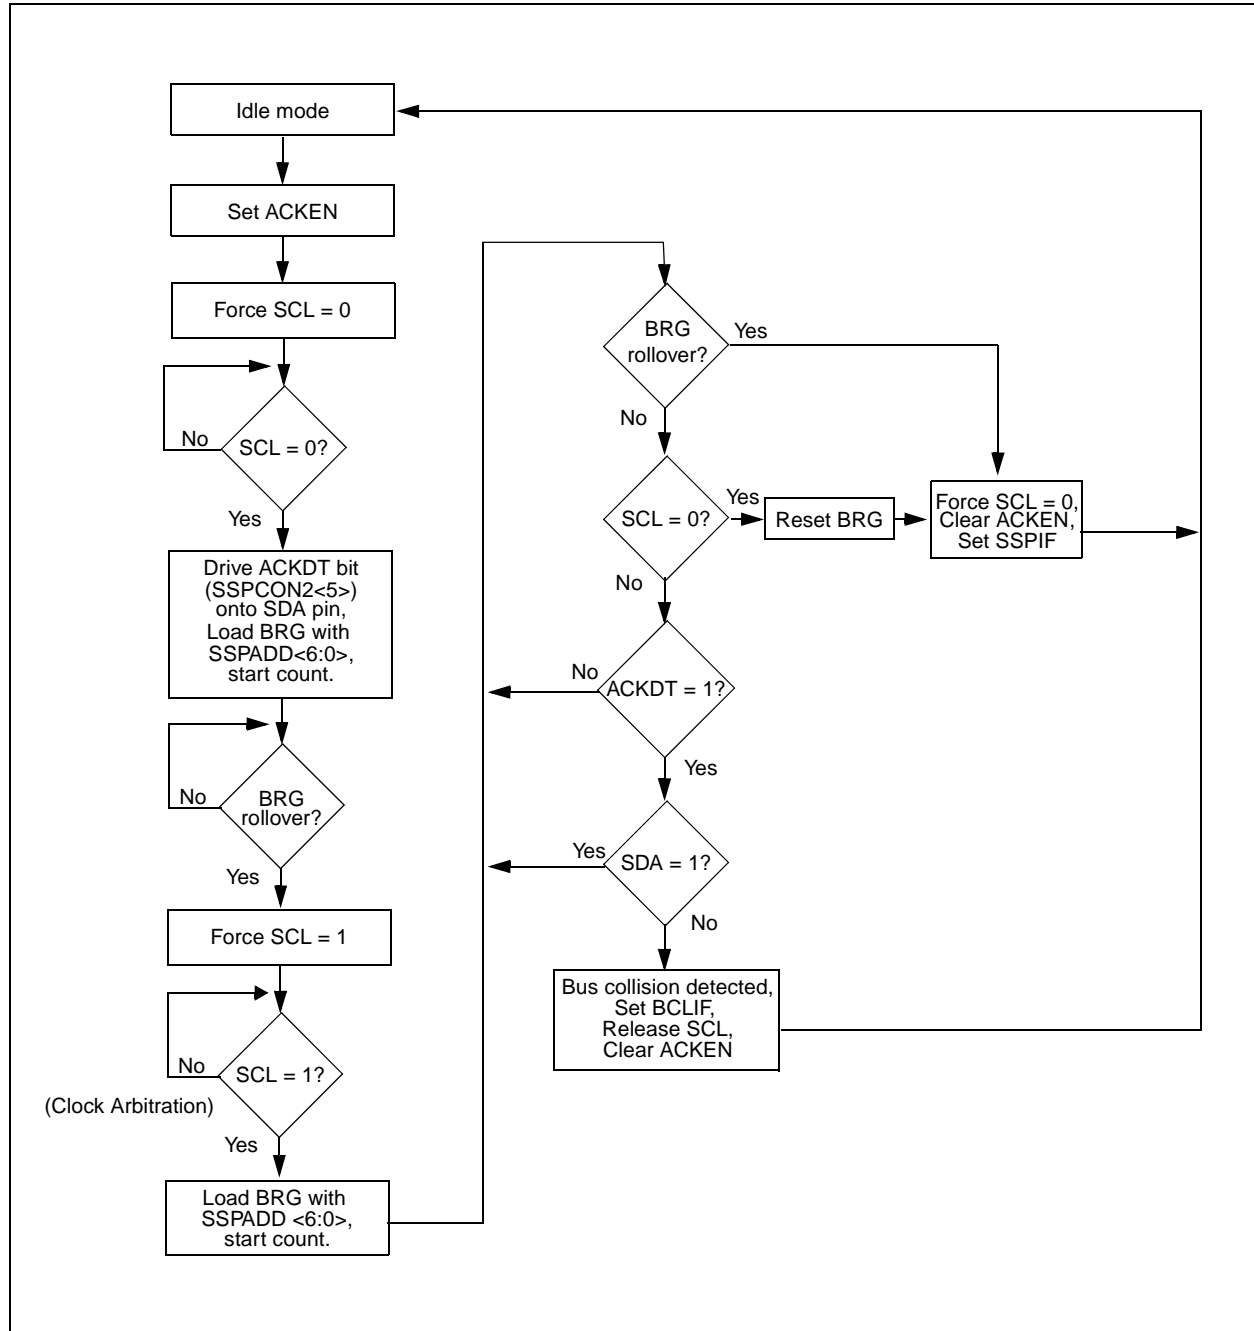 Idle mode
Set ACKEN
Force SCL = 0
SCL = 0?
No
Yes
Drive ACKDT bit
(SSPCON2<5>)
onto SDA pin,
Load BRG with
SSPADD<6:0>,
start count.
BRG
rollover?
No
Yes
Force SCL = 1
SCL = 1?
No
(Clock Arbitration)
Yes
Load BRG with
SSPADD <6:0>,
start count.
BRG
rollover?
Yes
No
SCL = 0?
Yes
Reset BRG
Force SCL = 0,
Clear ACKEN,
Set SSPIF
No
ACKDT = 1?
No
Yes
SDA = 1?
Yes
No
Bus collision detected,
Set BCLIF,
Release SCL,
Clear ACKEN